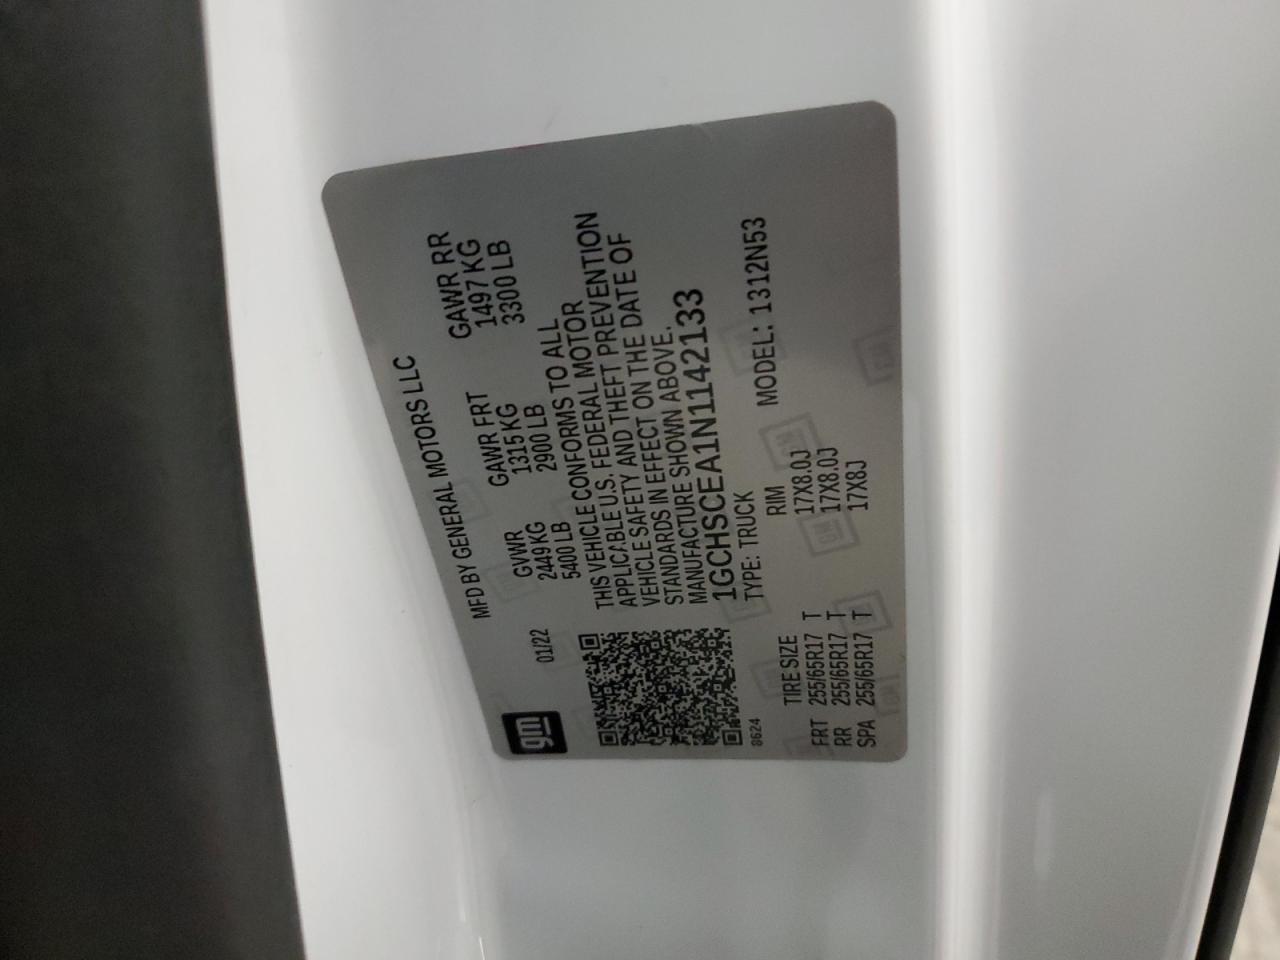 gm
01/22
MFD BY GENERAL MOTORS LLC
GVWR GAWR FRT GAWR RR
2449 KG 1315 KG 1497 KG
5400 LB 2900 LB 3300 LB
THIS VEHICLE CONFORMS TO ALL
APPLICABLE U.S. FEDERAL MOTOR
VEHICLE SAFETY AND THEFT PREVENTION
STANDARDS IN EFFECT ON THE DATE OF
MANUFACTURE SHOWN ABOVE.
1GCHSCEA1N1142133
8624
TYPE: TRUCK MODEL: 1312N53
TIRE SIZE RIM
FRT 255/65R17 T 17X8.0J
RR 255/65R17 T 17X8.0J
SPA 255/65R17 T 17X8J